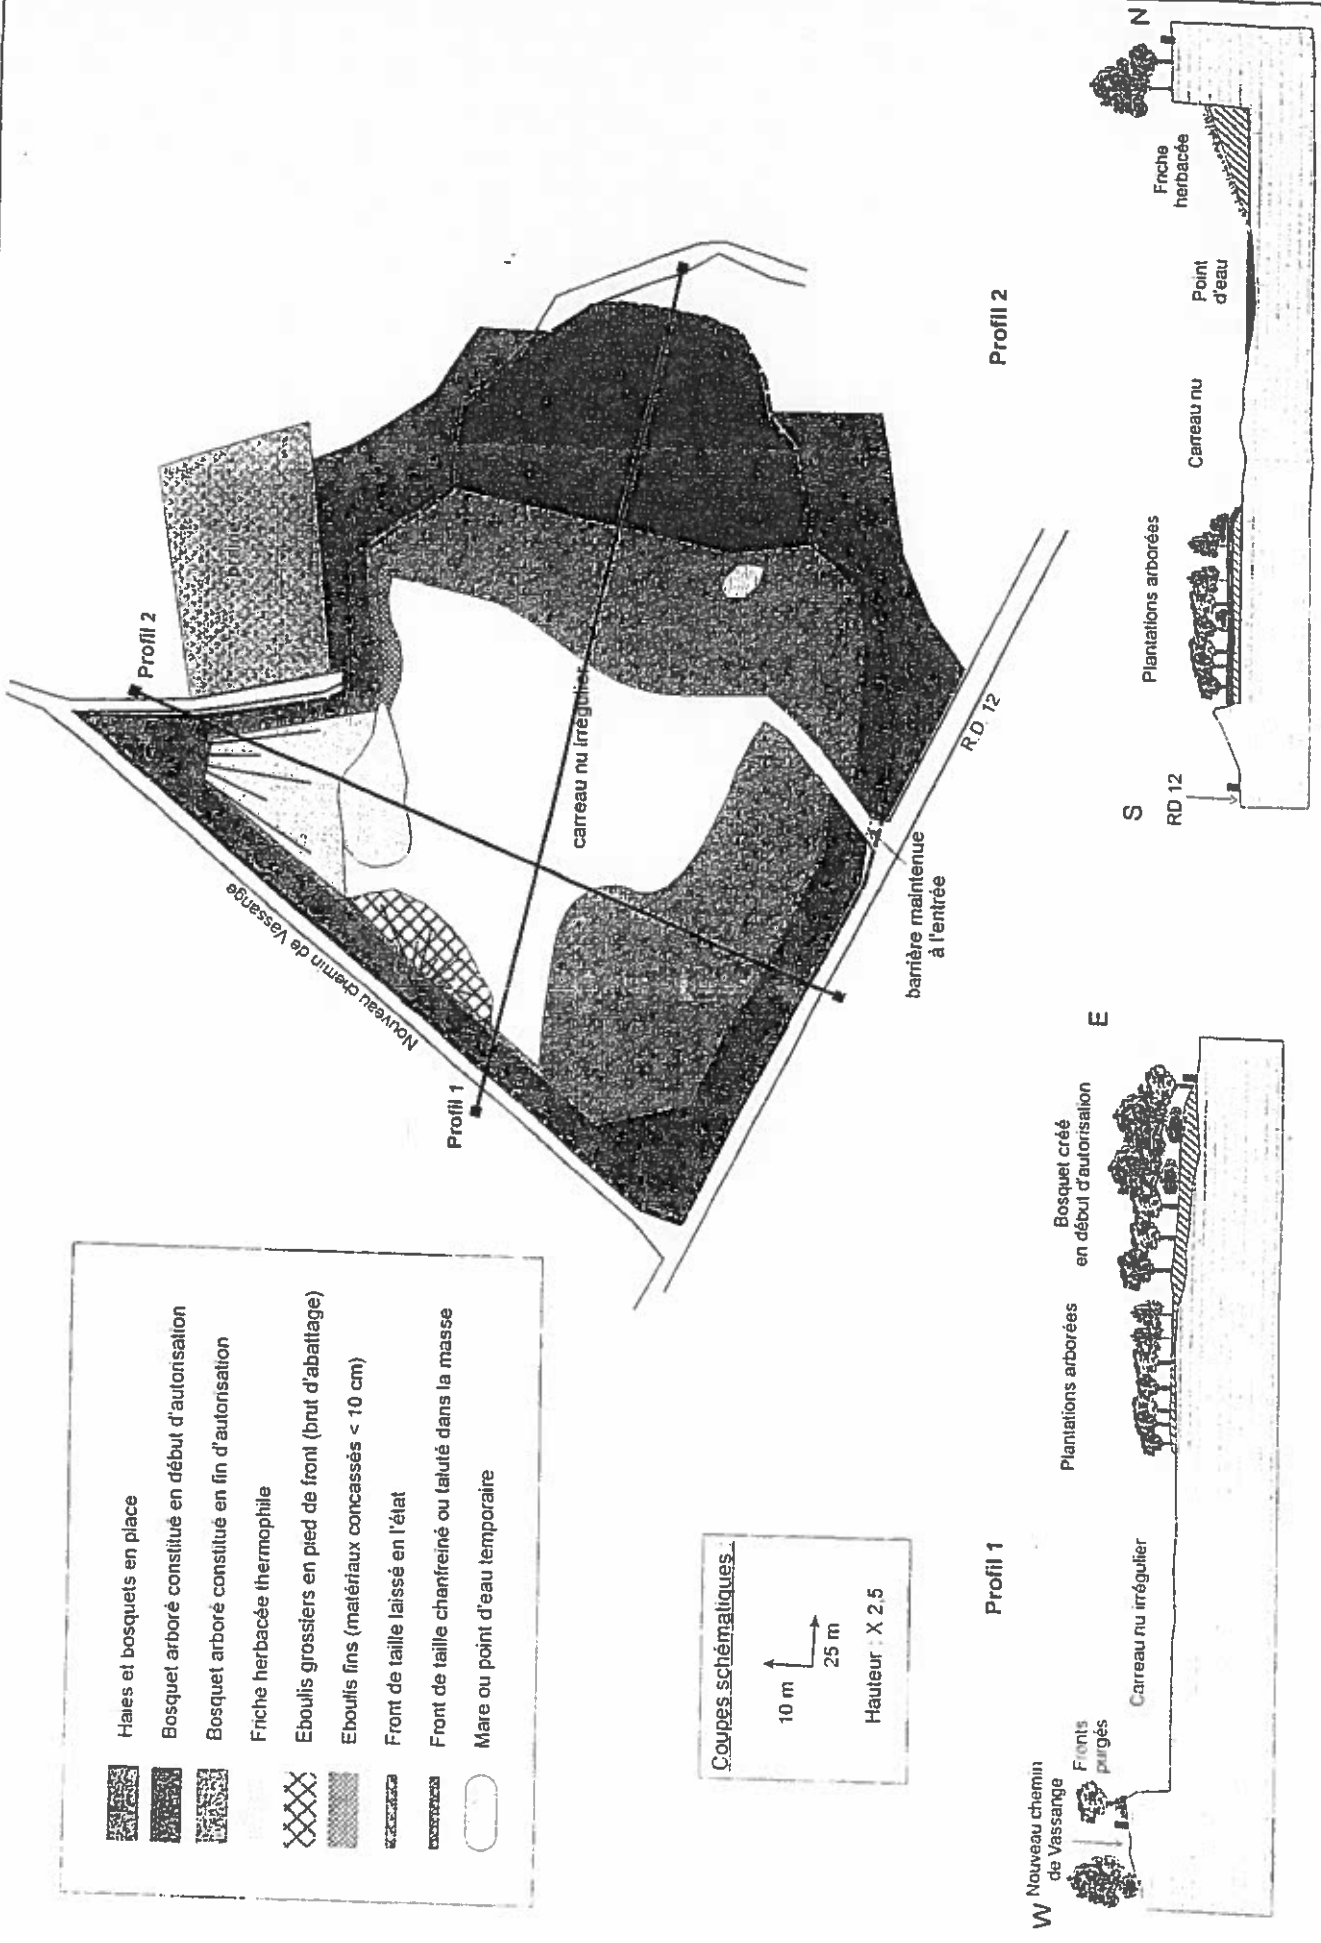 Haies et bosquets en place
Bosquet arboré constitué en début d'autorisation
Bosquet arboré constitué en fin d'autorisation
Friche herbacée thermophile
Eboulis grossiers en pied de front (brut d'abattage)
Eboulis fins (matériaux concassés < 10 cm)
Front de taille laissé en l'état
Front de taille chanfreiné ou taluté dans la masse
Mare ou point d'eau temporaire
Coupes schématiques :
10 m
25 m
Hauteur : X 2,5
Profil 1
Profil 2
Nouveau chemin de Vassange
carreau nu irrégulier
R.D. 12
barrière maintenue
à l'entrée
Profil 1
W
Nouveau chemin
de Vassange
Fronts
purgés
Carreau nu irrégulier
Plantations arborées
Bosquet créé
en début d'autorisation
E
Profil 2
S
RD 12
Plantations arborées
Carreau nu
Point
d'eau
Friche
herbacée
N